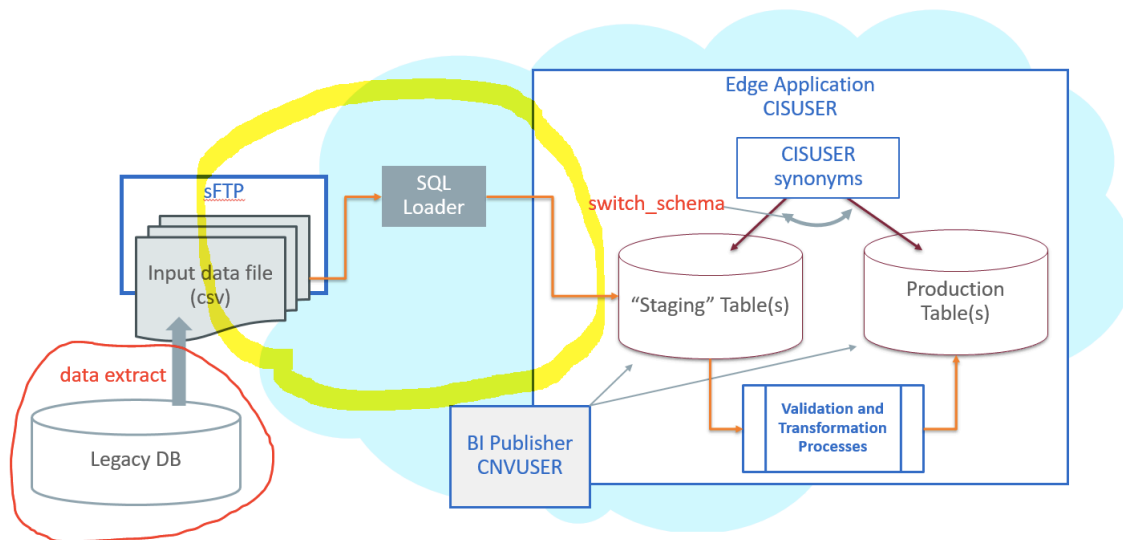 Edge Application
CISUSER
CISUSER
synonyms
sFTP
SQL
Loader
switch_schema
Input data file
(csv)
“Staging” Table(s)
Production
Table(s)
data extract
Legacy DB
BI Publisher
CNVUSER
Validation and
Transformation
Processes